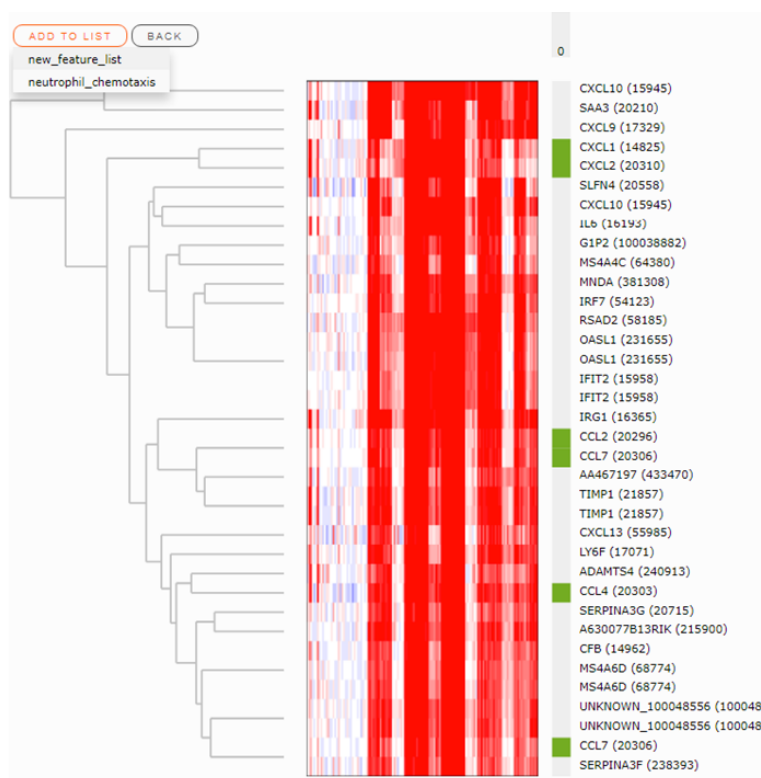 ADD TO LIST BACK
new_feature_list
neutrophil_chemotaxis
0
CXCL10 (15945)
SAA3 (20210)
CXCL9 (17329)
CXCL1 (14825)
CXCL2 (20310)
SLFN4 (20558)
CXCL10 (15945)
IL6 (16193)
G1P2 (100038882)
MS4A4C (64380)
MNDA (381308)
IRF7 (54123)
RSAD2 (58185)
OASL1 (231655)
OASL1 (231655)
IFIT2 (15958)
IFIT2 (15958)
IRG1 (16365)
CCL2 (20296)
CCL7 (20306)
AA467197 (433470)
TIMP1 (21857)
TIMP1 (21857)
CXCL13 (55985)
LY6F (17071)
ADAMTS4 (240913)
CCL4 (20303)
SERPINA3G (20715)
A630077B13RIK (215900)
CFB (14962)
MS4A6D (68774)
MS4A6D (68774)
UNKNOWN_100048556 (100048
UNKNOWN_100048556 (100048
CCL7 (20306)
SERPINA3F (238393)